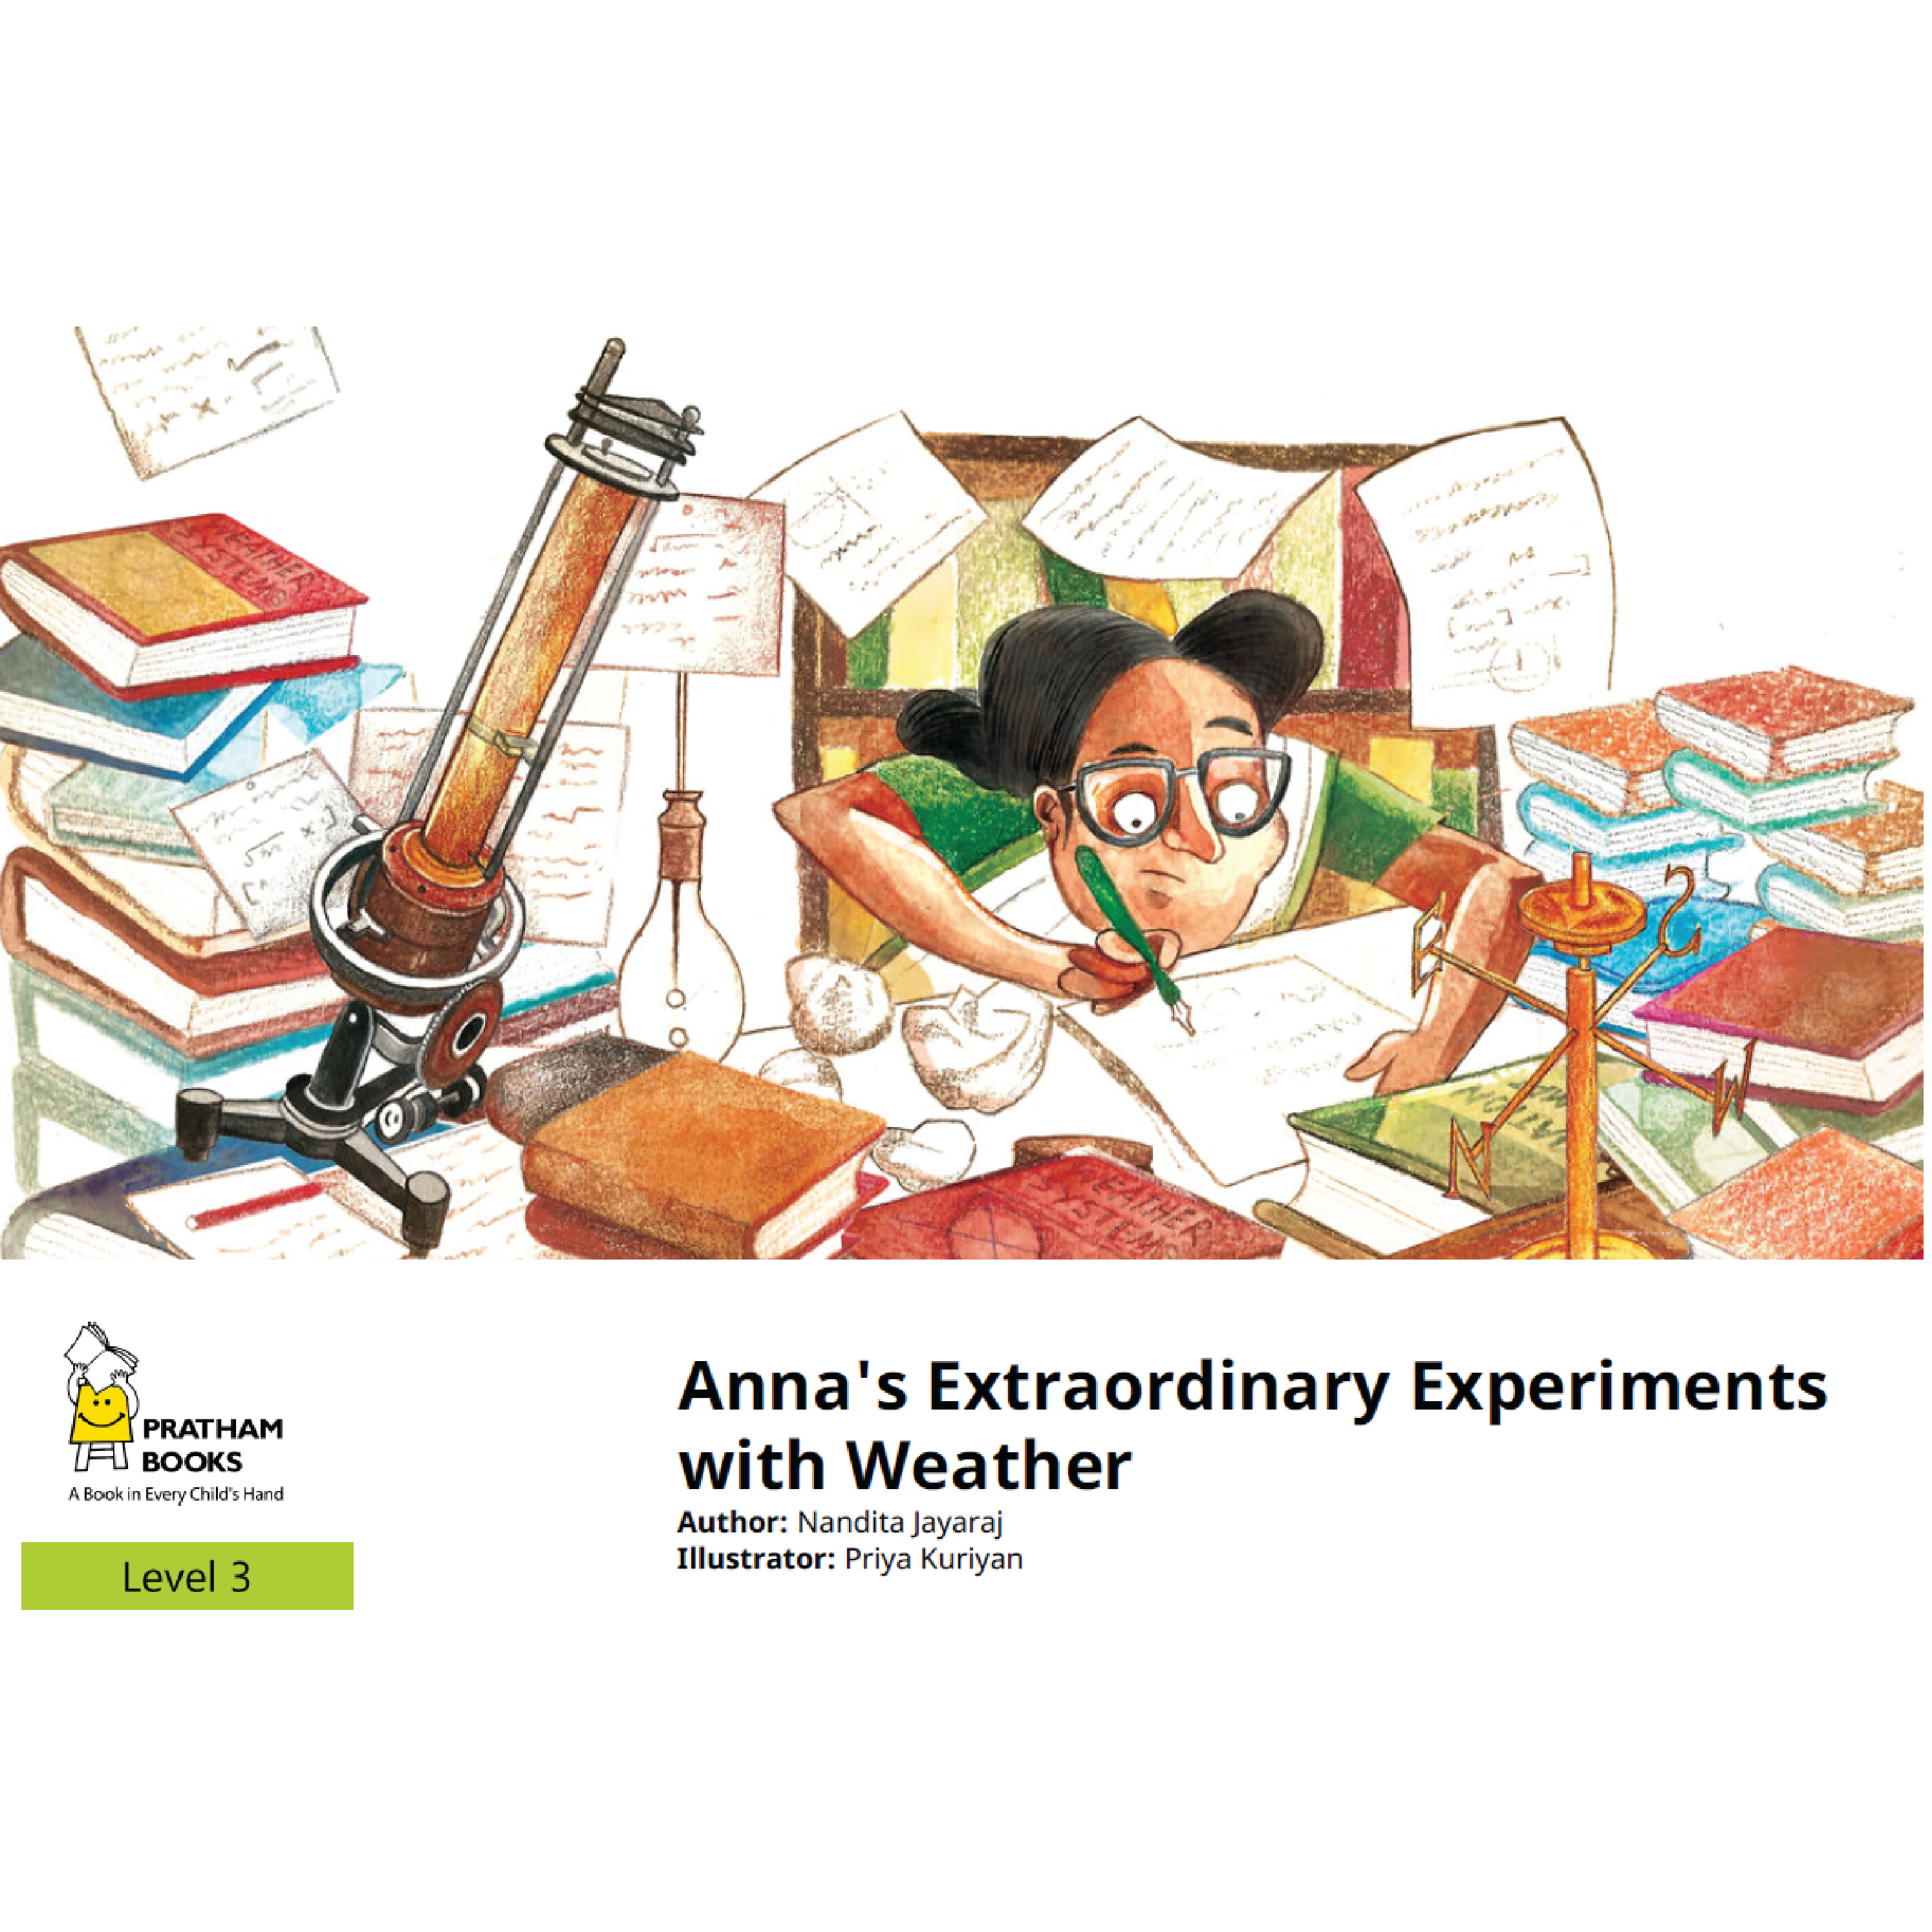 WEATHER
SYSTEMS
E
S
N
W
WEATHER
SYSTEMS
PRATHAM
BOOKS
A Book in Every Child's Hand
Level 3
Anna's Extraordinary Experiments
with Weather
Author: Nandita Jayaraj
Illustrator: Priya Kuriyan